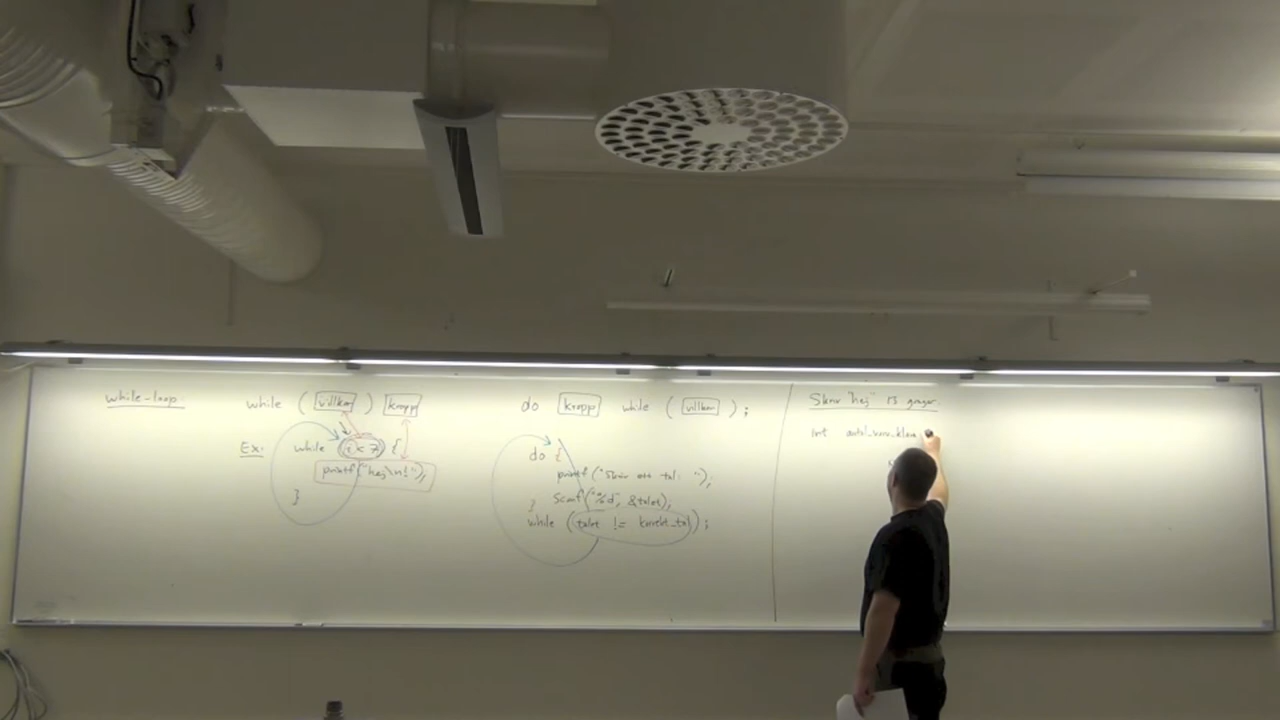 while-loop:
while ( villkor ) kropp
Ex: while (i < 7) {
printf("hej\n!");
}
do kropp while ( villkor );
do {
printf("Skriv ett tal: ");
} scanf("%d", &talet);
while (talet != korrekt_tal);
Skriv "hej" 13 gånger.
int antal_varv_klara